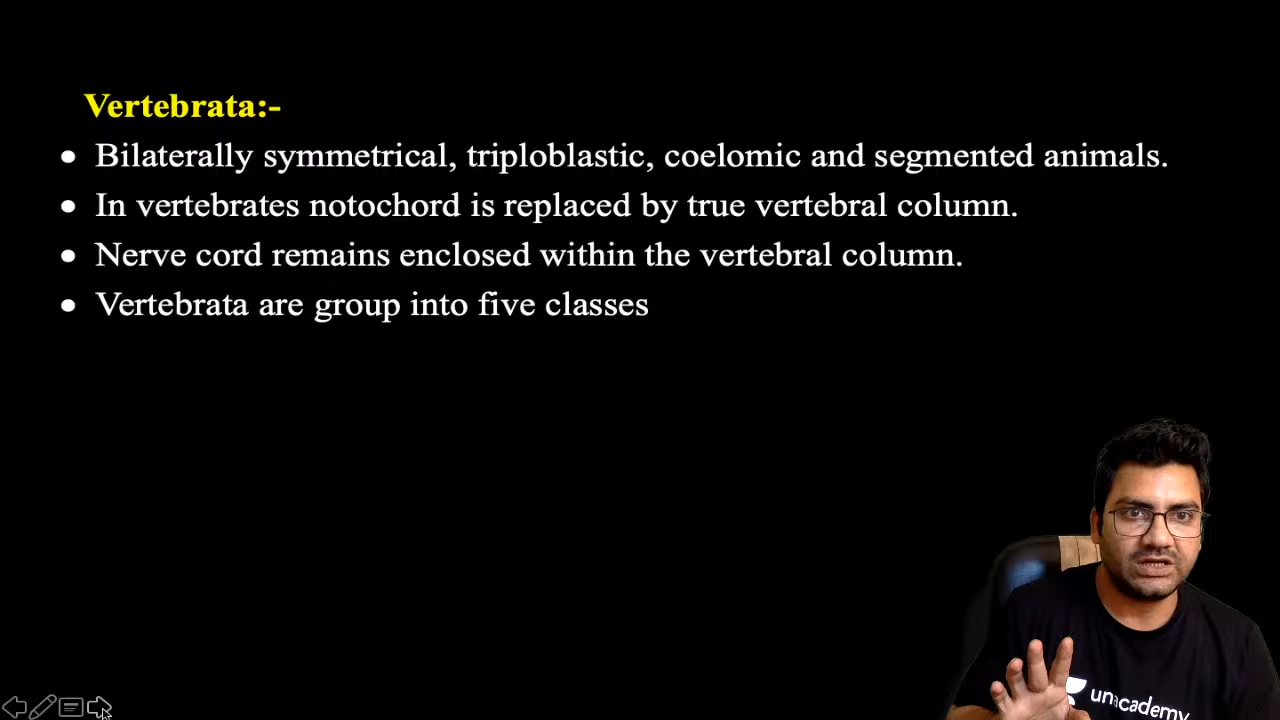 Vertebrata:-
● Bilaterally symmetrical, triploblastic, coelomic and segmented animals.
● In vertebrates notochord is replaced by true vertebral column.
● Nerve cord remains enclosed within the vertebral column.
● Vertebrata are group into five classes
unacademy